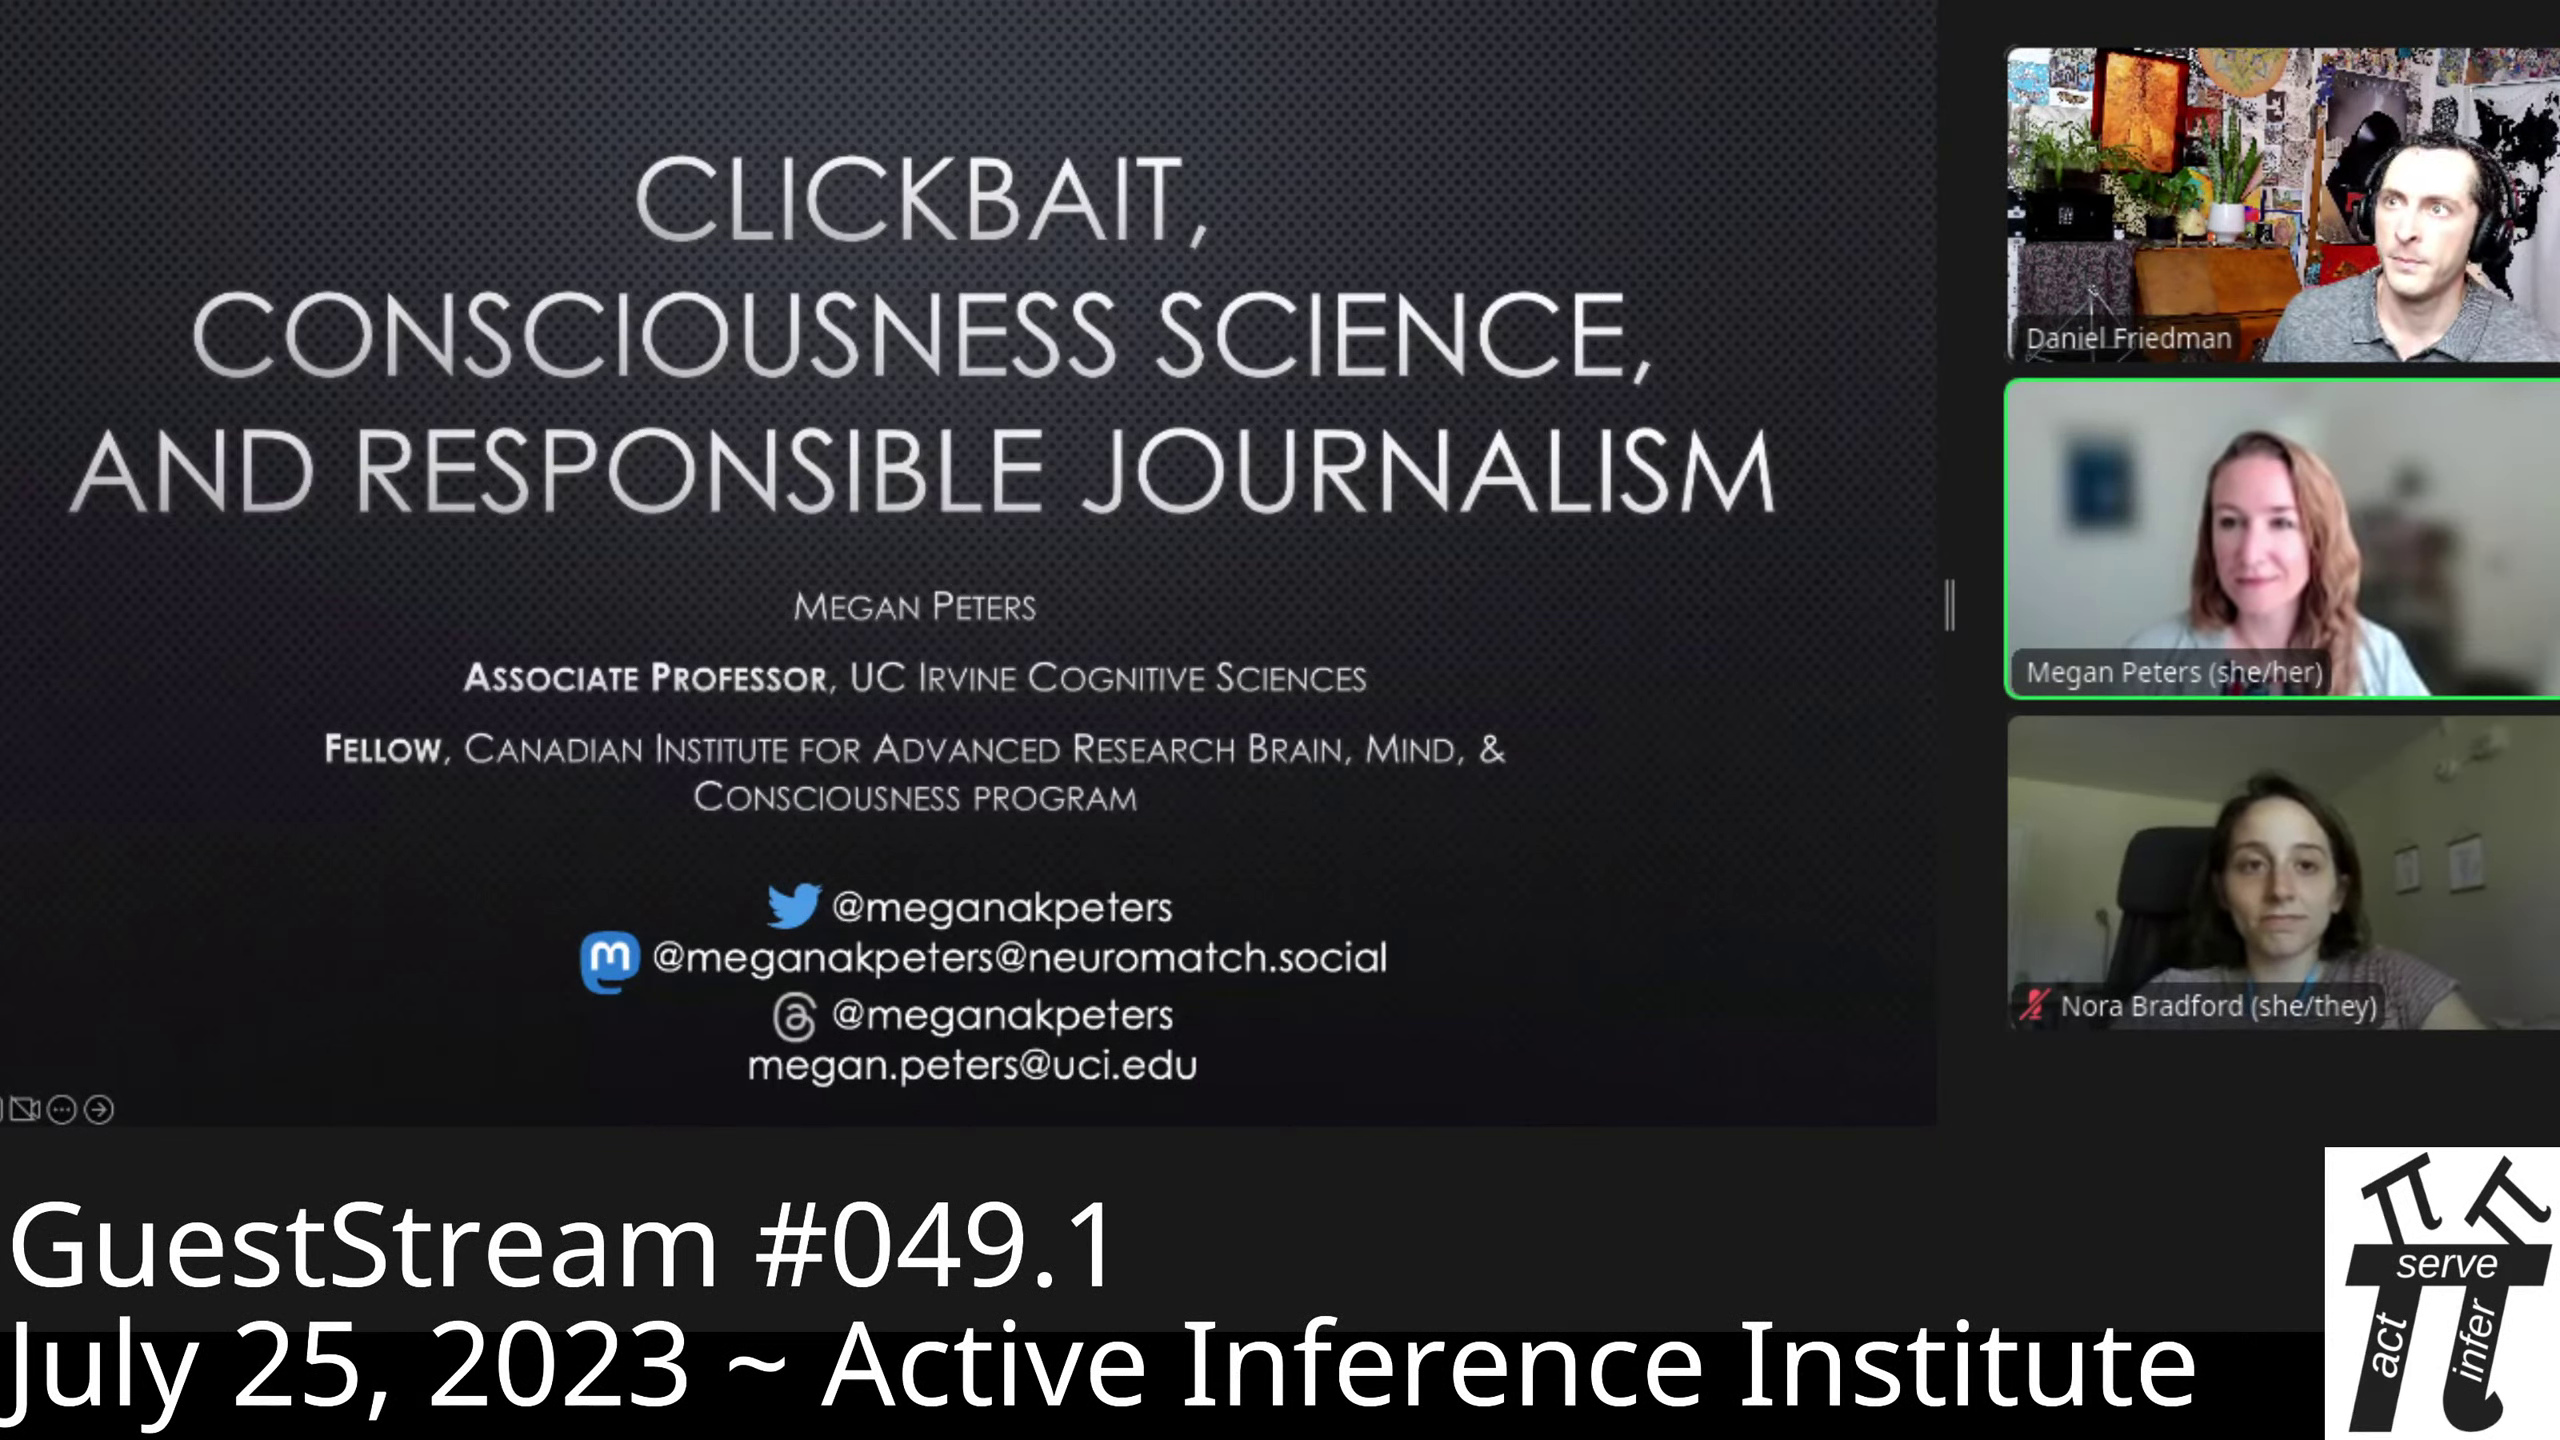 CLICKBAIT,
CONSCIOUSNESS SCIENCE,
AND RESPONSIBLE JOURNALISM
MEGAN PETERS
ASSOCIATE PROFESSOR, UC IRVINE COGNITIVE SCIENCES
FELLOW, CANADIAN INSTITUTE FOR ADVANCED RESEARCH BRAIN, MIND, &
CONSCIOUSNESS PROGRAM
@meganakpeters
@meganakpeters@neuromatch.social
@meganakpeters
megan.peters@uci.edu
Daniel Friedman
Megan Peters (she/her)
Nora Bradford (she/they)
GuestStream #049.1
July 25, 2023 ~ Active Inference Institute
serve
act
infer